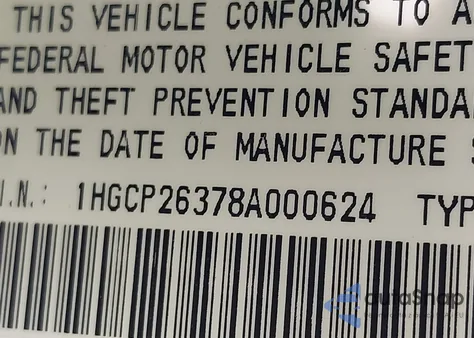 THIS VEHICLE CONFORMS TO A
FEDERAL MOTOR VEHICLE SAFET
AND THEFT PREVENTION STANDA
ON THE DATE OF MANUFACTURE S
I.N.: 1HGCP26378A000624 TYP
autaSnap